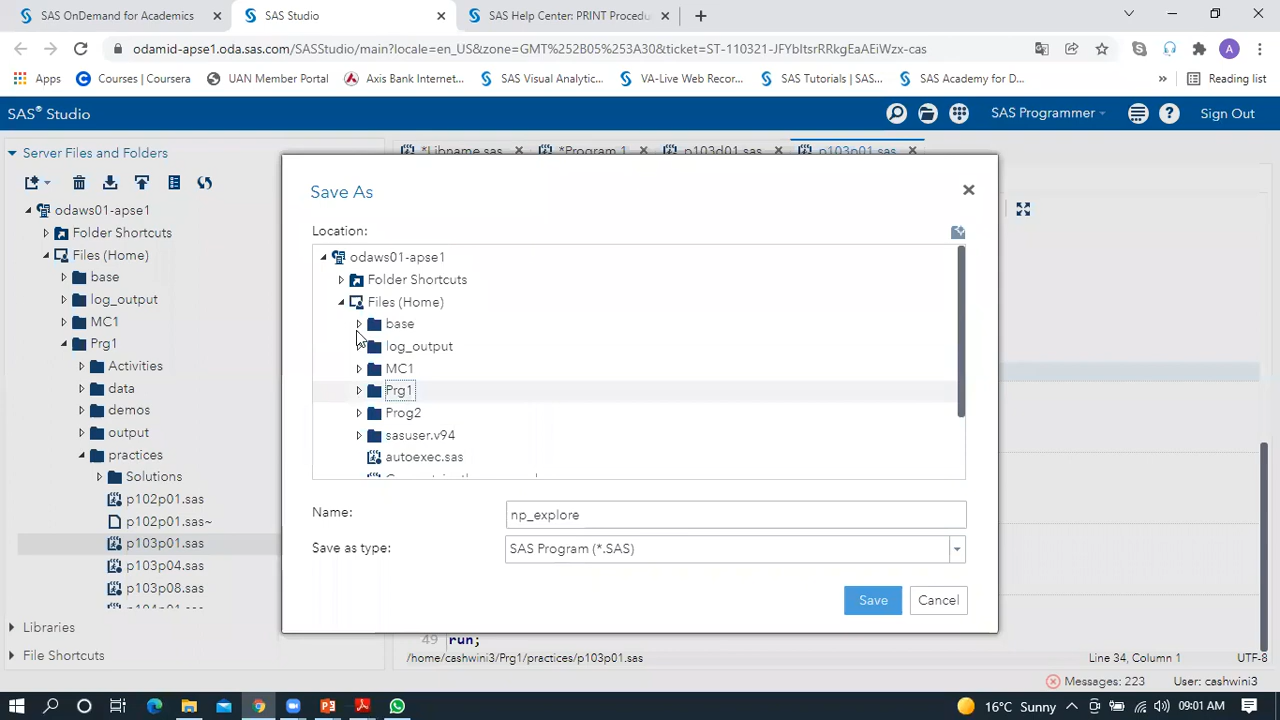 SAS OnDemand for Academics
SAS Studio
SAS Help Center: PRINT Procedu
odamid-apse1.oda.sas.com/SASStudio/main?locale=en_US&zone=GMT%252B05%253A30&ticket=ST-110321-JFYbItsrRRkgEaAEiWzx-cas
Apps
Courses | Coursera
UAN Member Portal
Axis Bank Internet...
SAS Visual Analytic...
VA-Live Web Recor...
SAS Tutorials | SAS...
SAS Academy for D...
»
Reading list
SAS® Studio
SAS Programmer
Sign Out
Server Files and Folders
*Libname.sas
*Program 1
p103d01.sas
p103p01.sas
odaws01-apse1
Folder Shortcuts
Files (Home)
base
log_output
MC1
Prg1
Activities
data
demos
output
practices
Solutions
p102p01.sas
p102p01.sas~
p103p01.sas
p103p04.sas
p103p08.sas
Libraries
File Shortcuts
Save As
Location:
odaws01-apse1
Folder Shortcuts
Files (Home)
base
log_output
MC1
Prg1
Prog2
sasuser.v94
autoexec.sas
Name:
np_explore
Save as type:
SAS Program (*.SAS)
Save
Cancel
49 run;
/home/cashwini3/Prg1/practices/p103p01.sas
Line 34, Column 1
UTF-8
Messages: 223
User: cashwini3
16°C Sunny
09:01 AM